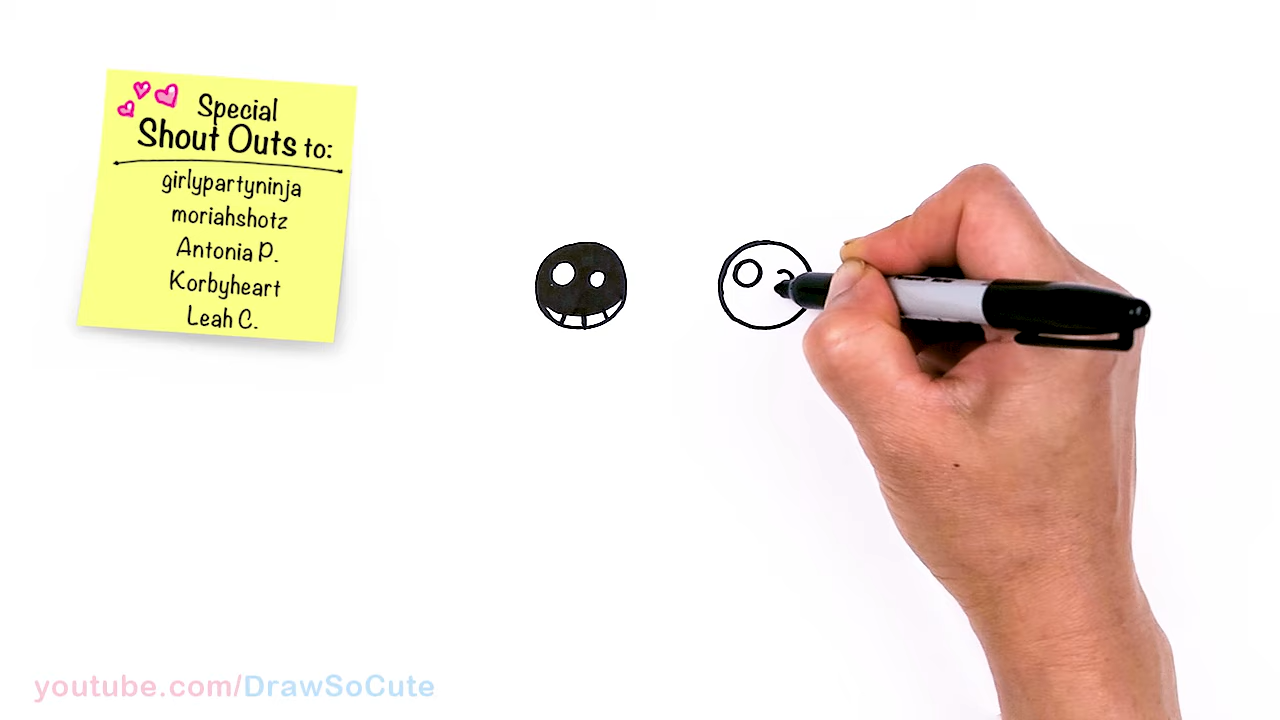 Special
Shout Outs to:
girlypartyninja
moriahshotz
Antonia P.
Korbyheart
Leah C.
youtube.com/DrawSoCute